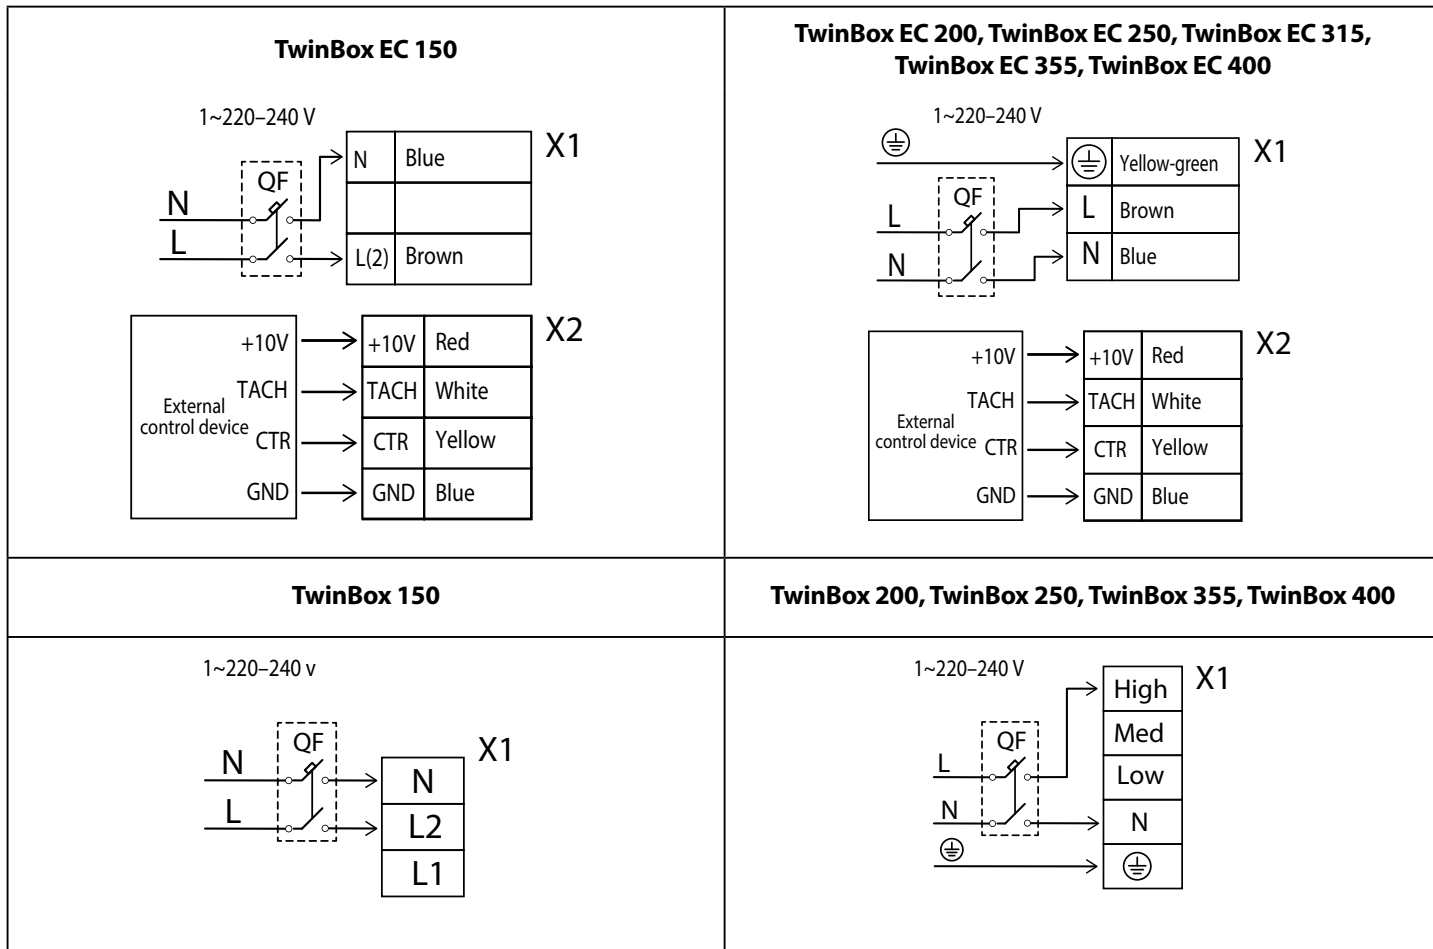 TwinBox EC 150
1~220–240 V
X1
N Blue
QF
N
L
L(2) Brown
X2
+10V +10V Red
TACH TACH White
External
control device
CTR CTR Yellow
GND GND Blue
TwinBox EC 200, TwinBox EC 250, TwinBox EC 315,
TwinBox EC 355, TwinBox EC 400
1~220–240 V
X1
Yellow-green
QF
L L Brown
N N Blue
X2
+10V +10V Red
TACH TACH White
External
control device
CTR CTR Yellow
GND GND Blue
TwinBox 150
1~220–240 v
QF
X1
N N
L L2
L1
TwinBox 200, TwinBox 250, TwinBox 355, TwinBox 400
1~220–240 V
X1
High
QF
Med
L Low
N N